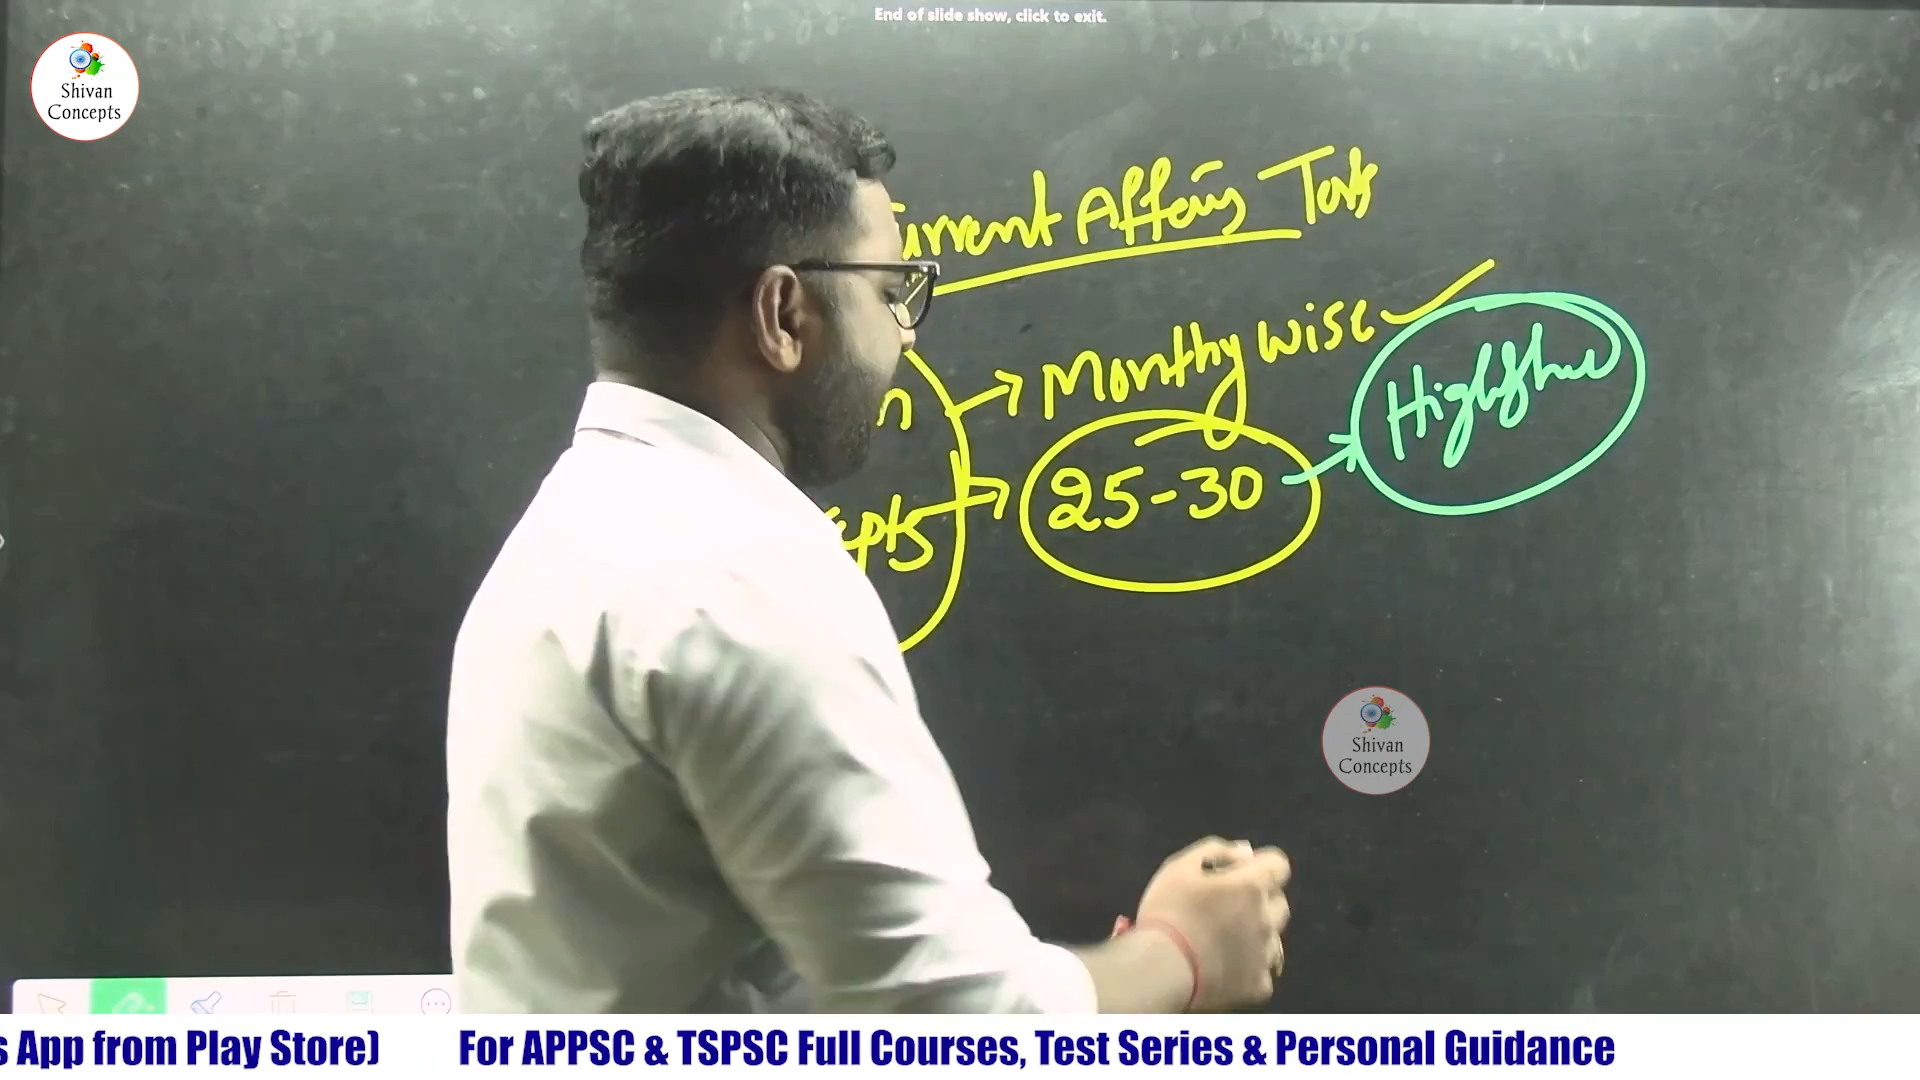 End of slide show, click to exit.
Shivan
Concepts
Current Affairs Tests
Monthly wise
25-30
Shivan
Concepts
s App from Play Store) For APPSC & TSPSC Full Courses, Test Series & Personal Guidance